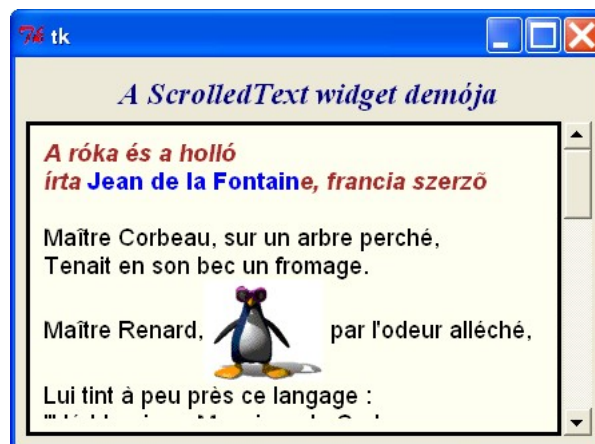 tk
A ScrolledText widget demója
A róka és a holló
írta Jean de la Fontaine, francia szerzõ
Maître Corbeau, sur un arbre perché,
Tenait en son bec un fromage.
Maître Renard, par l'odeur alléché,
Lui tint à peu près ce langage :